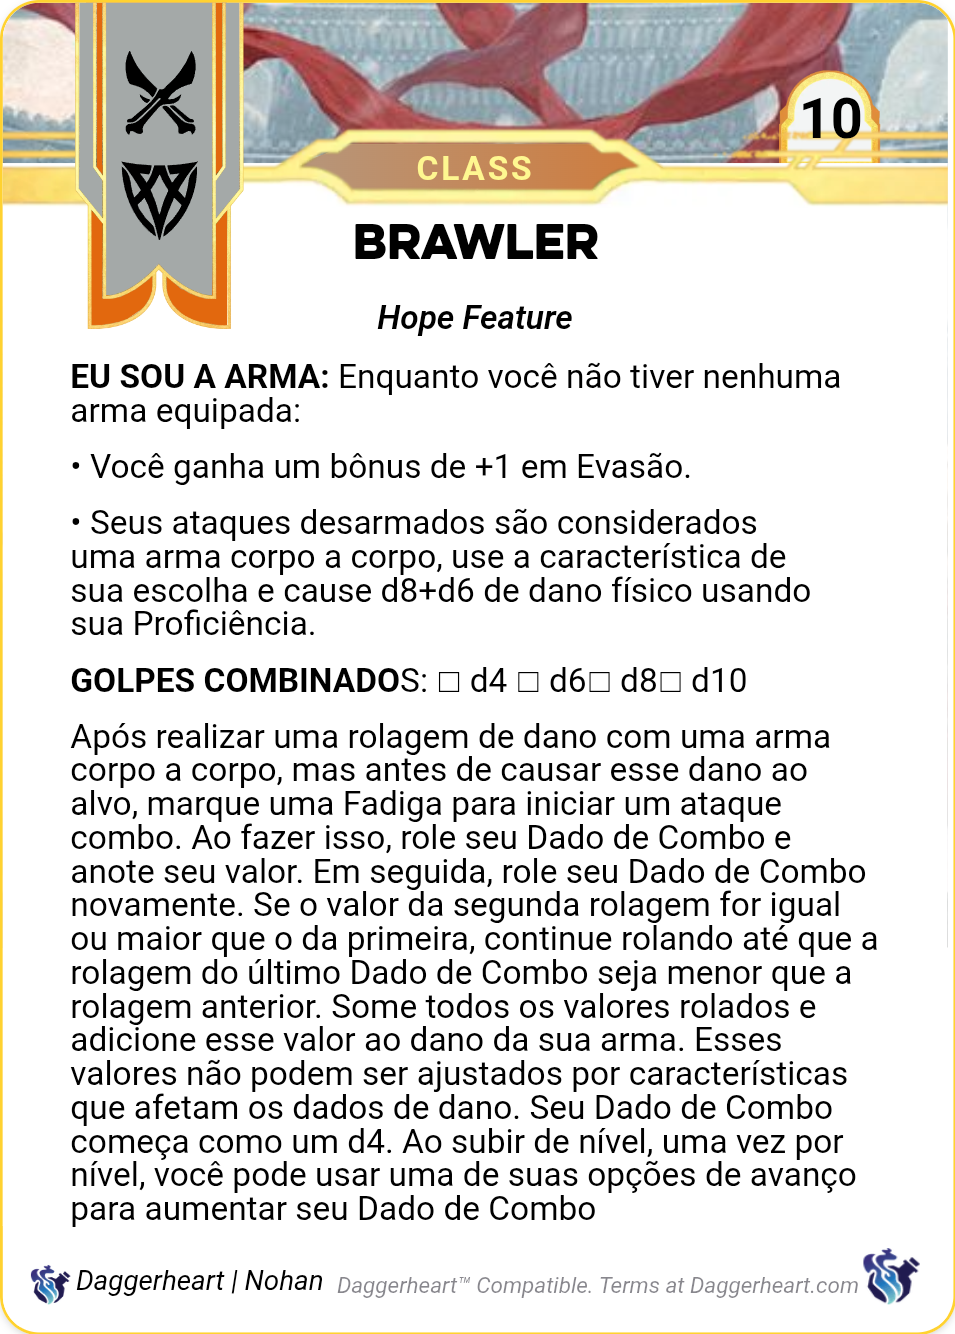 10
CLASS
BRAWLER
Hope Feature
EU SOU A ARMA: Enquanto você não tiver nenhuma
arma equipada:
• Você ganha um bônus de +1 em Evasão.
• Seus ataques desarmados são considerados
uma arma corpo a corpo, use a característica de
sua escolha e cause d8+d6 de dano físico usando
sua Proficiência.
GOLPES COMBINADOS: □ d4 □ d6□ d8□ d10
Após realizar uma rolagem de dano com uma arma
corpo a corpo, mas antes de causar esse dano ao
alvo, marque uma Fadiga para iniciar um ataque
combo. Ao fazer isso, role seu Dado de Combo e
anote seu valor. Em seguida, role seu Dado de Combo
novamente. Se o valor da segunda rolagem for igual
ou maior que o da primeira, continue rolando até que a
rolagem do último Dado de Combo seja menor que a
rolagem anterior. Some todos os valores rolados e
adicione esse valor ao dano da sua arma. Esses
valores não podem ser ajustados por características
que afetam os dados de dano. Seu Dado de Combo
começa como um d4. Ao subir de nível, uma vez por
nível, você pode usar uma de suas opções de avanço
para aumentar seu Dado de Combo
Daggerheart | Nohan Daggerheart™ Compatible. Terms at Daggerheart.com